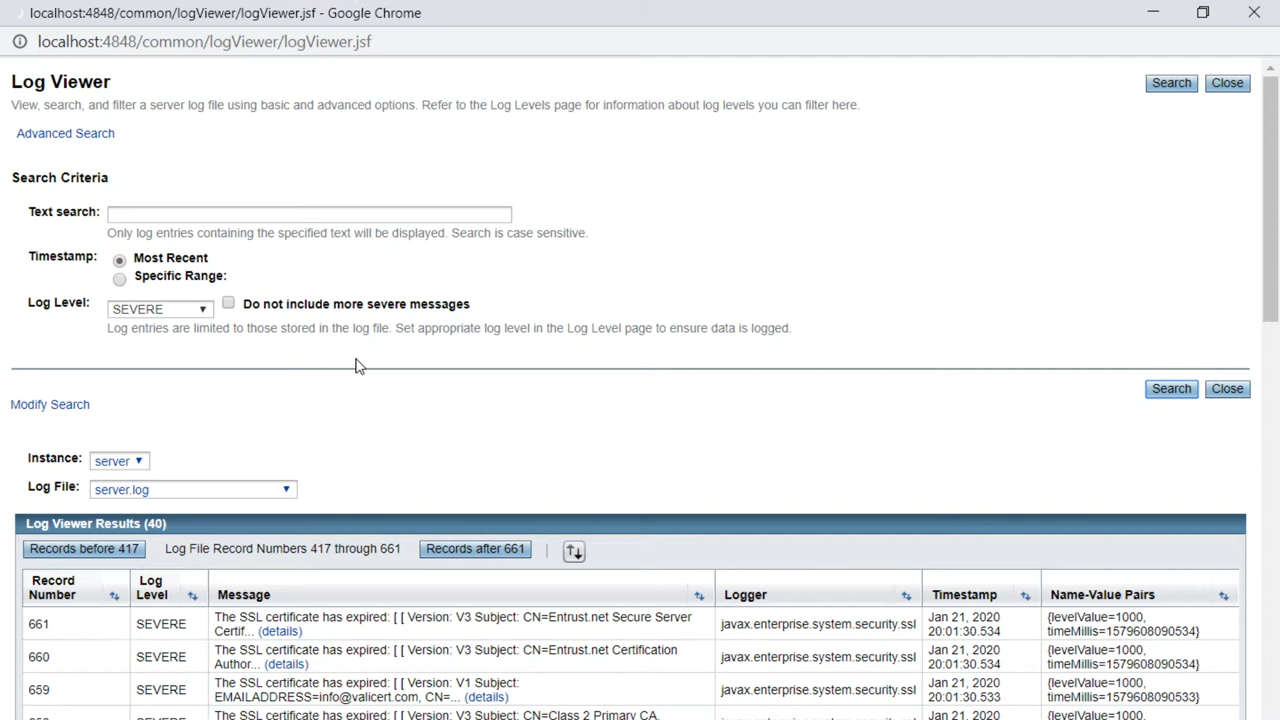 localhost:4848/common/logViewer/logViewer.jsf - Google Chrome
localhost:4848/common/logViewer/logViewer.jsf
Log Viewer
Search Close
View, search, and filter a server log file using basic and advanced options. Refer to the Log Levels page for information about log levels you can filter here.
Advanced Search
Search Criteria
Text search:
Only log entries containing the specified text will be displayed. Search is case sensitive.
Timestamp: Most Recent
Specific Range:
Log Level: SEVERE Do not include more severe messages
Log entries are limited to those stored in the log file. Set appropriate log level in the Log Level page to ensure data is logged.
Search Close
Modify Search
Instance: server
Log File: server.log
Log Viewer Results (40)
Records before 417 Log File Record Numbers 417 through 661 Records after 661
Record Number Log Level Message Logger Timestamp Name-Value Pairs
661 SEVERE The SSL certificate has expired: [ [ Version: V3 Subject: CN=Entrust.net Secure Server Certif... (details) javax.enterprise.system.security.ssl Jan 21, 2020 20:01:30.534 {levelValue=1000, timeMillis=1579608090534}
660 SEVERE The SSL certificate has expired: [ [ Version: V3 Subject: CN=Entrust.net Certification Author... (details) javax.enterprise.system.security.ssl Jan 21, 2020 20:01:30.534 {levelValue=1000, timeMillis=1579608090534}
659 SEVERE The SSL certificate has expired: [ [ Version: V1 Subject: EMAILADDRESS=info@valicert.com, CN=... (details) javax.enterprise.system.security.ssl Jan 21, 2020 20:01:30.533 {levelValue=1000, timeMillis=1579608090533}
The SSL certificate has expired: [ [ Version: V3 Subject: CN=Class 2 Primary CA, Jan 21, 2020 {levelValue=1000,